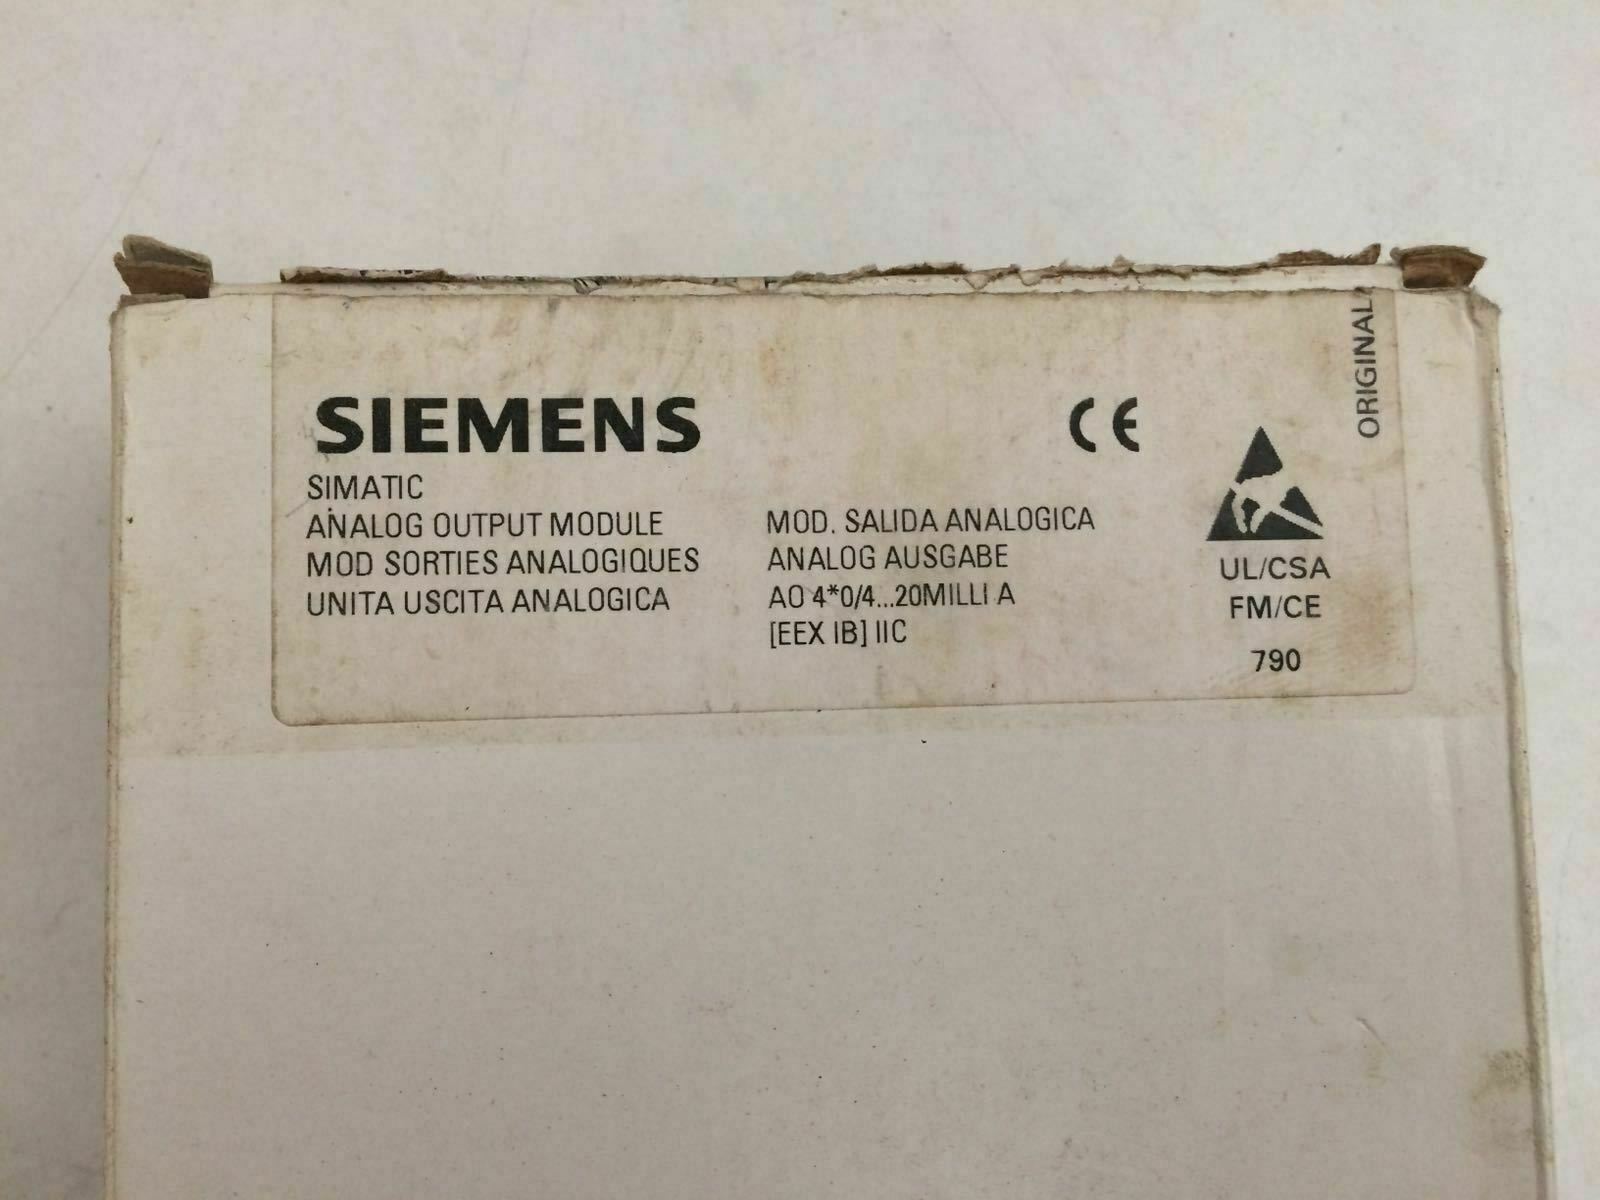 SIEMENS
SIMATIC
ANALOG OUTPUT MODULE
MOD SORTIES ANALOGIQUES
UNITA USCITA ANALOGICA
MOD. SALIDA ANALOGICA
ANALOG AUSGABE
AO 4*0/4...20MILLI A
[EEX IB] IIC
CE
UL/CSA
FM/CE
790
ORIGINAL